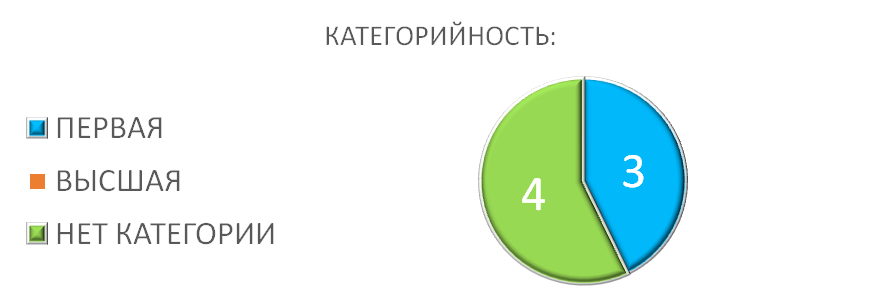 КАТЕГОРИЙНОСТЬ:
ПЕРВАЯ
ВЫСШАЯ
НЕТ КАТЕГОРИИ
4
3